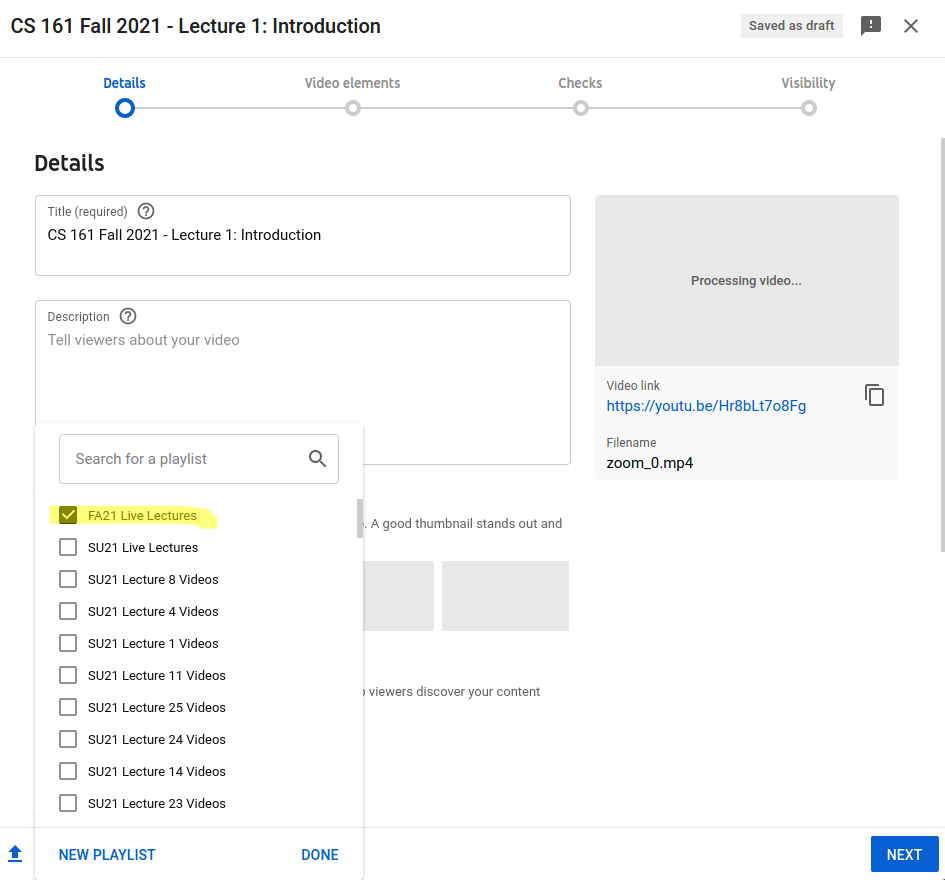 CS 161 Fall 2021 - Lecture 1: Introduction
Saved as draft
Details
Video elements
Checks
Visibility
Details
Title (required)
CS 161 Fall 2021 - Lecture 1: Introduction
Processing video...
Description
Tell viewers about your video
Video link
https://youtu.be/Hr8bLt7o8Fg
Filename
zoom_0.mp4
Search for a playlist
FA21 Live Lectures
. A good thumbnail stands out and
SU21 Live Lectures
SU21 Lecture 8 Videos
SU21 Lecture 4 Videos
SU21 Lecture 1 Videos
SU21 Lecture 11 Videos
viewers discover your content
SU21 Lecture 25 Videos
SU21 Lecture 24 Videos
SU21 Lecture 14 Videos
SU21 Lecture 23 Videos
NEW PLAYLIST
DONE
NEXT